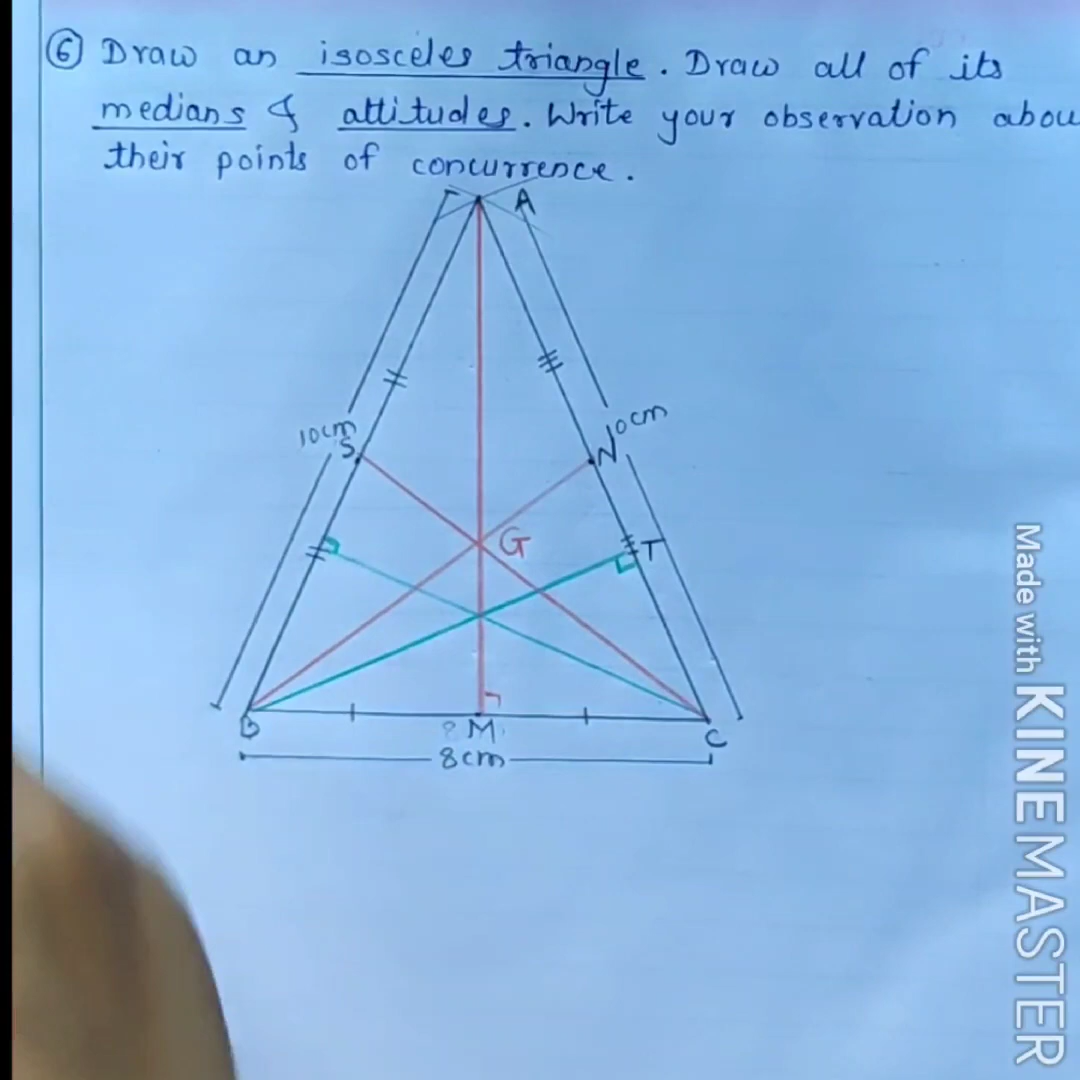 6 Draw an isosceles triangle. Draw all of its
medians & attitudes. Write your observation abou
their points of concurrence.
A
10cm
10cm
S
N
G
T
B
M
C
8cm
Made with KINEMASTER